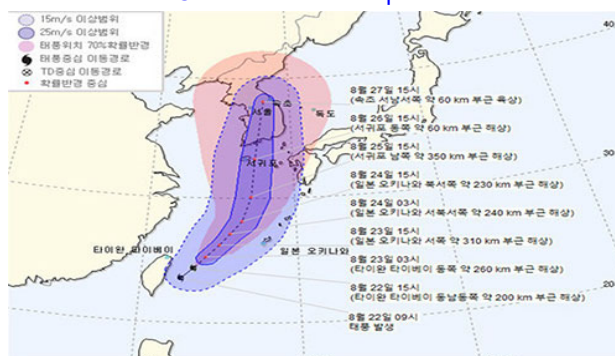 15m/s 이상범위
25m/s 이상범위
태풍위치 70%확률반경
태풍중심 이동경로
TD중심 이동경로
확률반경 중심
40
30
20
서울
속초
독도
서귀포
타이완 타이베이
일본 오키나와
8월 27일 15시
(속초 서남서쪽 약 60 km 부근 육상)
8월 26일 15시
(서귀포 동쪽 약 60 km 부근 해상)
8월 25일 15시
(서귀포 남쪽 약 350 km 부근 해상)
8월 24일 15시
(일본 오키나와 북서쪽 약 230 km 부근 해상)
8월 24일 03시
(일본 오키나와 서북서쪽 약 240 km 부근 해상)
8월 23일 15시
(일본 오키나와 서쪽 약 310 km 부근 해상)
8월 23일 03시
(타이완 타이베이 동쪽 약 260 km 부근 해상)
8월 22일 15시
(타이완 타이베이 동남동쪽 약 200 km 부근 해상)
8월 22일 09시
태풍 발생